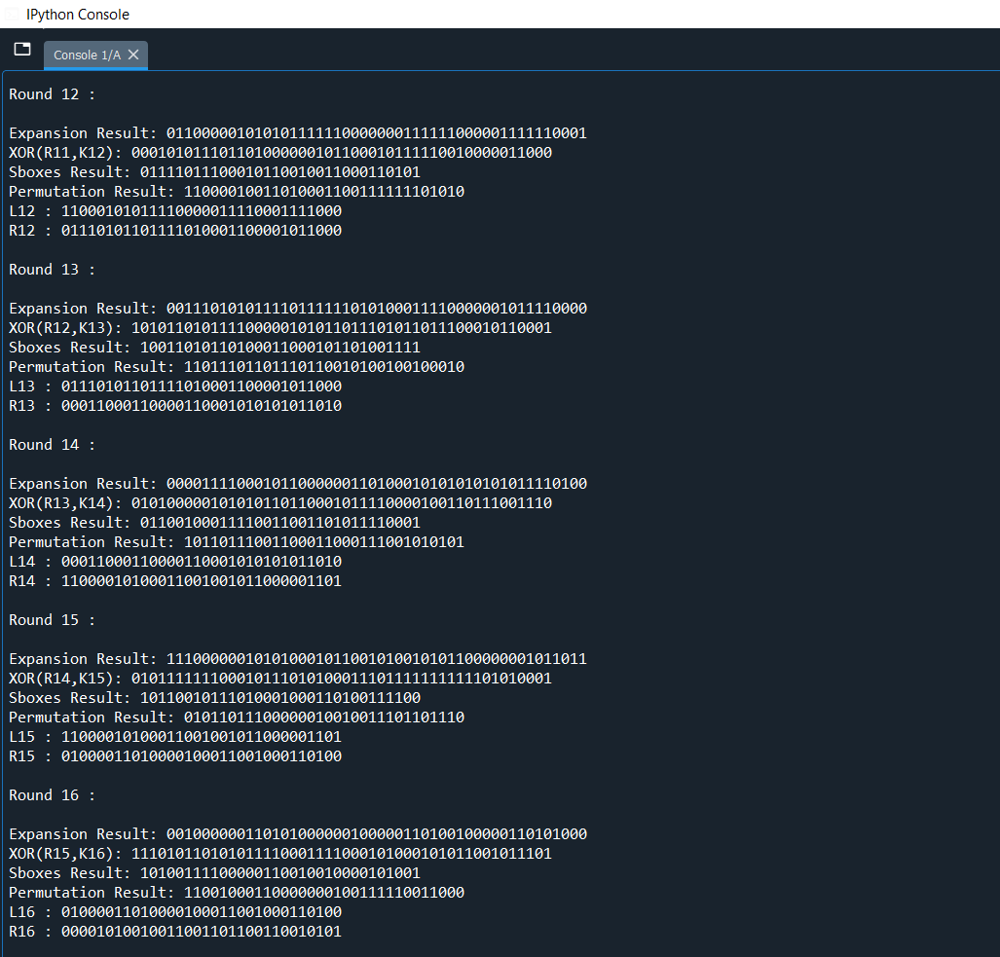 IPython Console
Console 1/A
Round 12 :
Expansion Result: 011000001010101111110000000111111000001111110001
XOR(R11,K12): 000101011101101000000101100010111110010000011000
Sboxes Result: 01111011100010110010011000110101
Permutation Result: 11000010011010001100111111101010
L12 : 11000101011110000011110001111000
R12 : 01110101101111010001100001011000
Round 13 :
Expansion Result: 001110101011110111111010100011110000001011110000
XOR(R12,K13): 101011010111100000101011011101011011100010110001
Sboxes Result: 10011010110100011000101101001111
Permutation Result: 11011101101110110010100100100010
L13 : 01110101101111010001100001011000
R13 : 00011000110000110001010101011010
Round 14 :
Expansion Result: 000011110001011000000110100010101010101011110100
XOR(R13,K14): 010100000101010110110001011110000100110111001110
Sboxes Result: 01100100011110011001101011110001
Permutation Result: 10110111001100011000111001010101
L14 : 00011000110000110001010101011010
R14 : 11000010100011001001011000001101
Round 15 :
Expansion Result: 111000000101010001011001010010101100000001011011
XOR(R14,K15): 010111111100010111010100011101111111111101010001
Sboxes Result: 10110010111010001000110100111100
Permutation Result: 01011011100000010010011101101110
L15 : 11000010100011001001011000001101
R15 : 01000011010000100011001000110100
Round 16 :
Expansion Result: 001000000110101000000100000110100100000110101000
XOR(R15,K16): 111010110101011110001111000101000101011001011101
Sboxes Result: 10100111100000110010010000101001
Permutation Result: 11001000110000000100111110011000
L16 : 01000011010000100011001000110100
R16 : 00001010010011001101100110010101